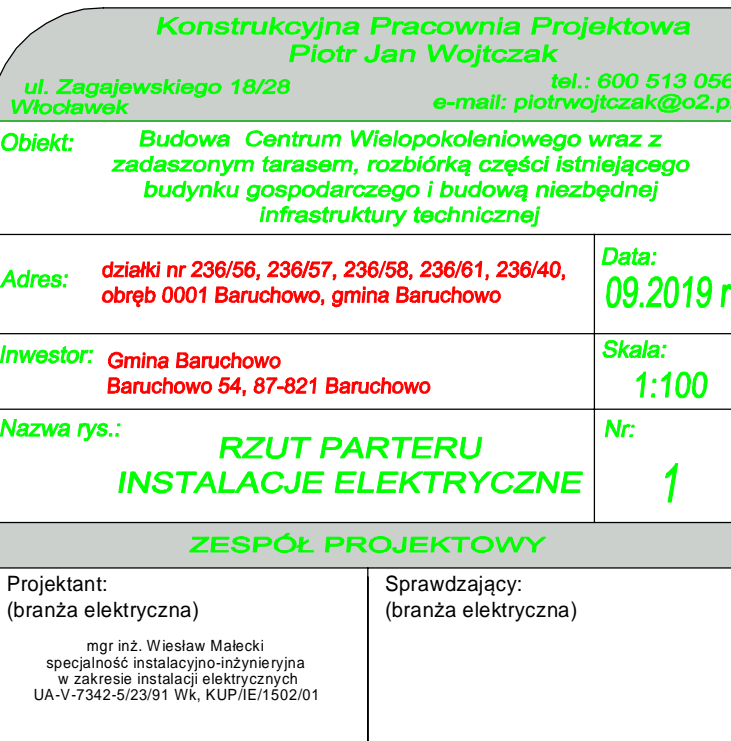 Konstrukcyjna Pracownia Projektowa
Piotr Jan Wojtczak
ul. Zagajewskiego 18/28
Włocławek
tel.: 600 513 056
e-mail: piotrwojtczak@o2.p
Obiekt:
Budowa Centrum Wielopokoleniowego wraz z
zadaszonym tarasem, rozbiórką części istniejącego
budynku gospodarczego i budową niezbędnej
infrastruktury technicznej
Adres:
działki nr 236/56, 236/57, 236/58, 236/61, 236/40,
obręb 0001 Baruchowo, gmina Baruchowo
Data:
09.2019 r
Inwestor:
Gmina Baruchowo
Baruchowo 54, 87-821 Baruchowo
Skala:
1:100
Nazwa rys.:
RZUT PARTERU
INSTALACJE ELEKTRYCZNE
Nr:
1
ZESPÓŁ PROJEKTOWY
Projektant:
(branża elektryczna)
mgr inż. Wiesław Małecki
specjalność instalacyjno-inżynieryjna
w zakresie instalacji elektrycznych
UA-V-7342-5/23/91 Wk, KUP/IE/1502/01
Sprawdzający:
(branża elektryczna)